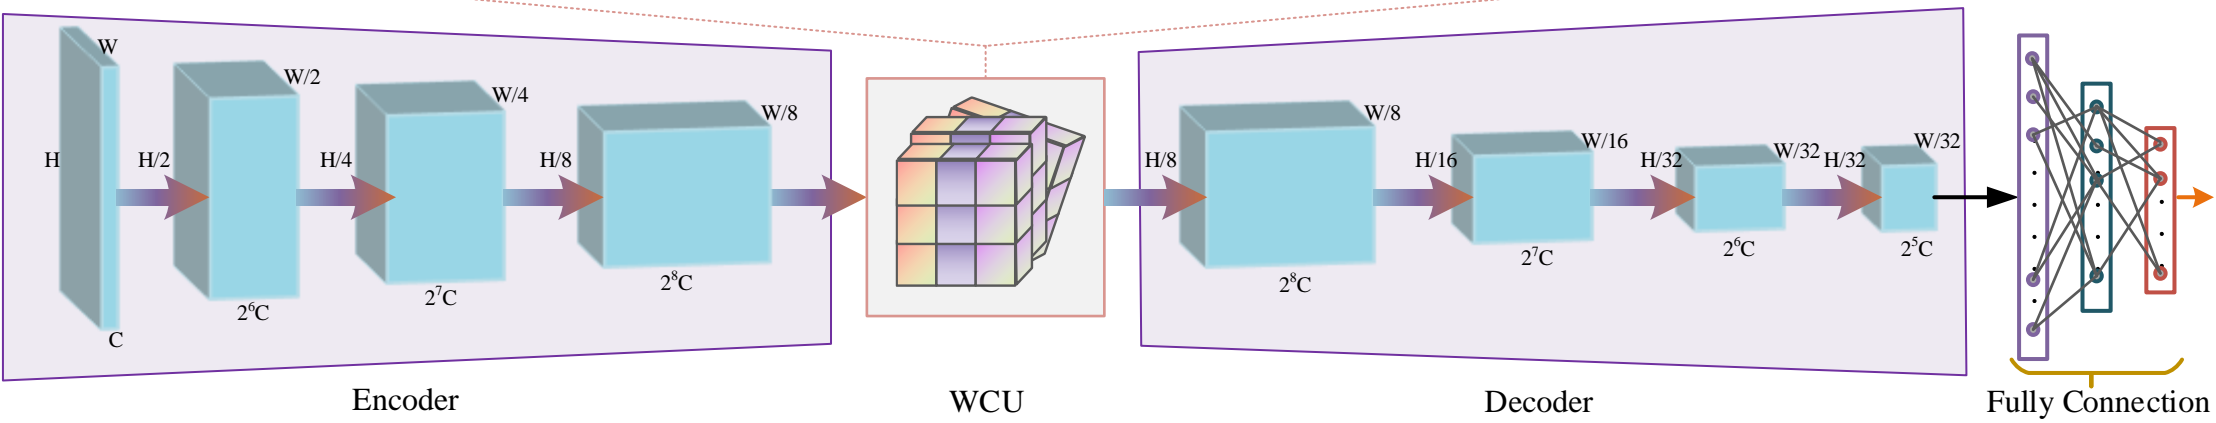 W
H
C
H/2
W/2
2⁶C
H/4
W/4
2⁷C
H/8
W/8
2⁸C
H/8
W/8
2⁸C
H/16
W/16
2⁷C
H/32
W/32
2⁶C
H/32
W/32
2⁵C
Encoder
WCU
Decoder
Fully Connection